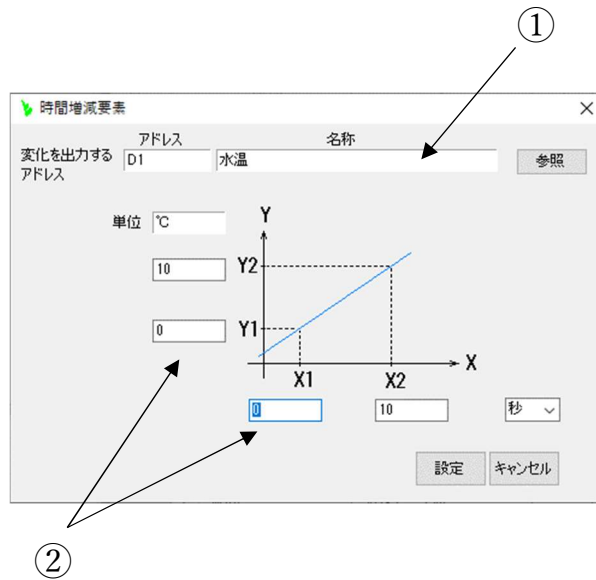 ①
時間増減要素
アドレス 名称
変化を出力する
アドレス
D1 水温 参照
単位 ℃
Y
10 Y2
0 Y1
X
X1 X2
0 10 秒
設定 キャンセル
②